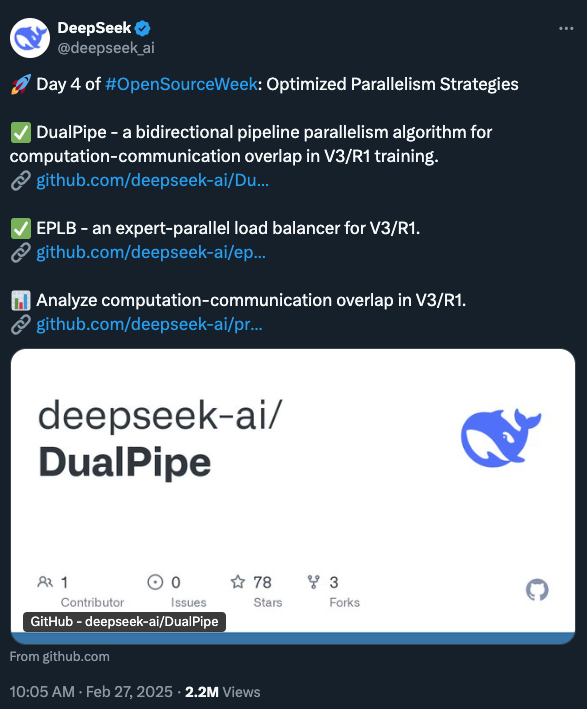 DeepSeek
@deepseek_ai
🚀 Day 4 of #OpenSourceWeek: Optimized Parallelism Strategies
✅ DualPipe - a bidirectional pipeline parallelism algorithm for
computation-communication overlap in V3/R1 training.
🔗 github.com/deepseek-ai/Du...
✅ EPLB - an expert-parallel load balancer for V3/R1.
🔗 github.com/deepseek-ai/ep...
📊 Analyze computation-communication overlap in V3/R1.
🔗 github.com/deepseek-ai/pr...
deepseek-ai/
DualPipe
1 0 78 3
Contributor Issues Stars Forks
GitHub - deepseek-ai/DualPipe
From github.com
10:05 AM · Feb 27, 2025 · 2.2M Views